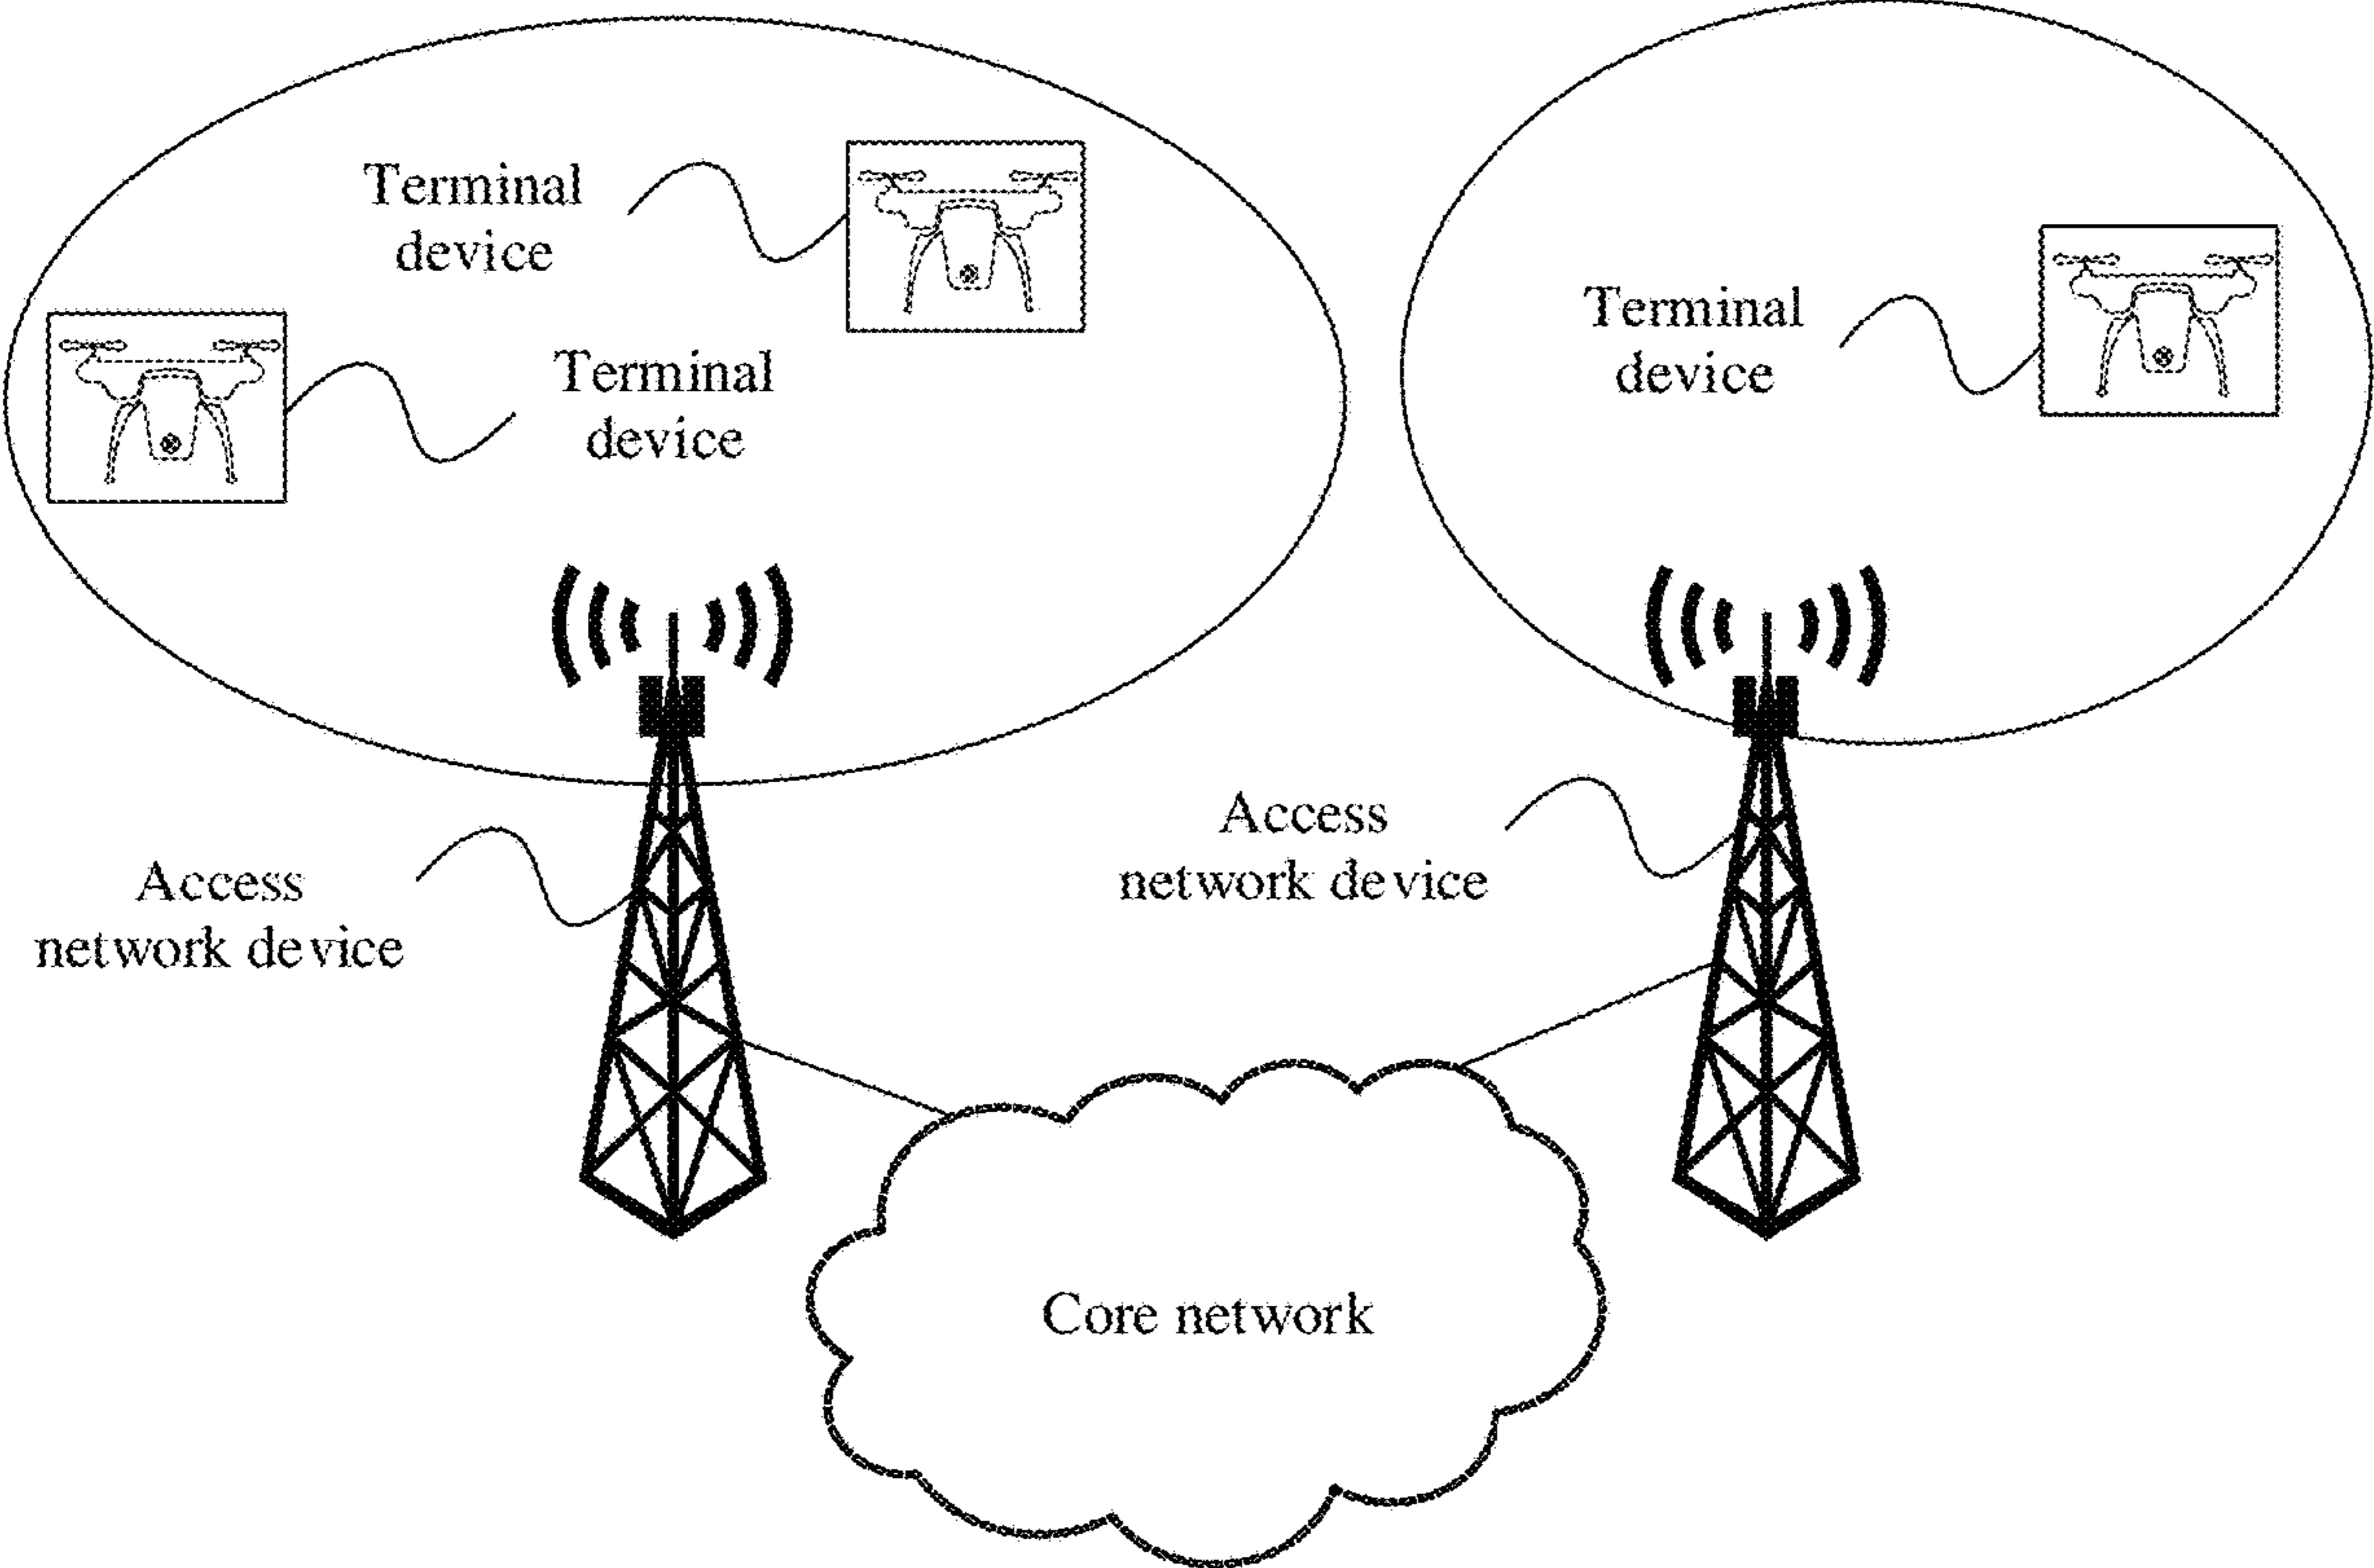 Terminal
device
Terminal
device
Terminal
device
Access
network device
Access
network device
Core network